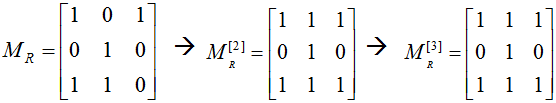 M_R = [1 0 1; 0 1 0; 1 1 0] → M_R^[2] = [1 1 1; 0 1 0; 1 1 1] → M_R^[3] = [1 1 1; 0 1 0; 1 1 1]